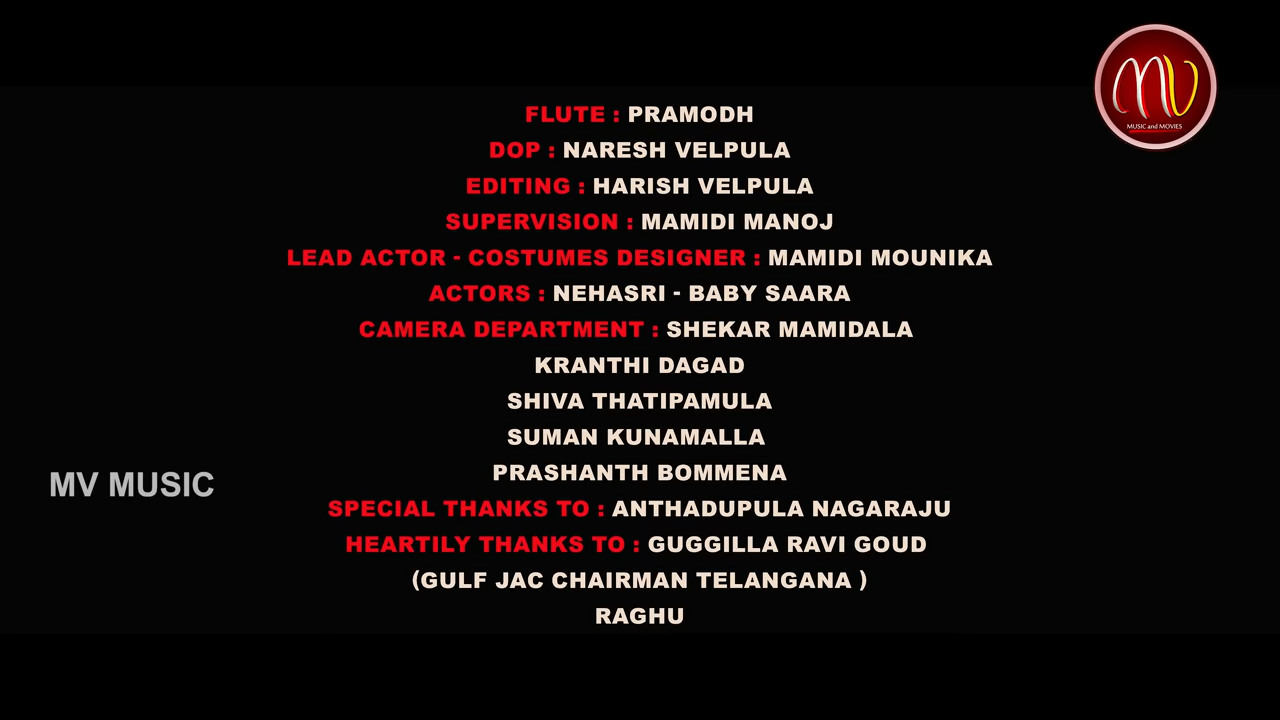 MV
MUSIC and MOVIES
FLUTE : PRAMODH
DOP : NARESH VELPULA
EDITING : HARISH VELPULA
SUPERVISION : MAMIDI MANOJ
LEAD ACTOR - COSTUMES DESIGNER : MAMIDI MOUNIKA
ACTORS : NEHASRI - BABY SAARA
CAMERA DEPARTMENT : SHEKAR MAMIDALA
KRANTHI DAGAD
SHIVA THATIPAMULA
SUMAN KUNAMALLA
PRASHANTH BOMMENA
MV MUSIC
SPECIAL THANKS TO : ANTHADUPULA NAGARAJU
HEARTILY THANKS TO : GUGGILLA RAVI GOUD
(GULF JAC CHAIRMAN TELANGANA )
RAGHU